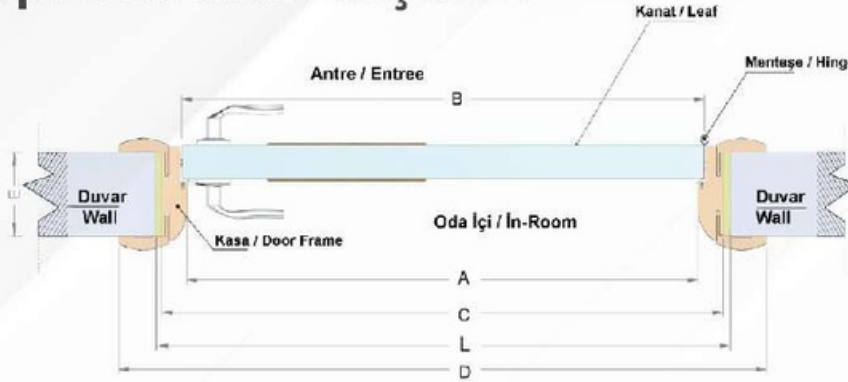 Kanat / Leaf
Antre / Entree
Menteşe / Hing
B
E
Duvar
Wall
Duvar
Wall
Oda İçi / İn-Room
Kasa / Door Frame
A
C
L
D